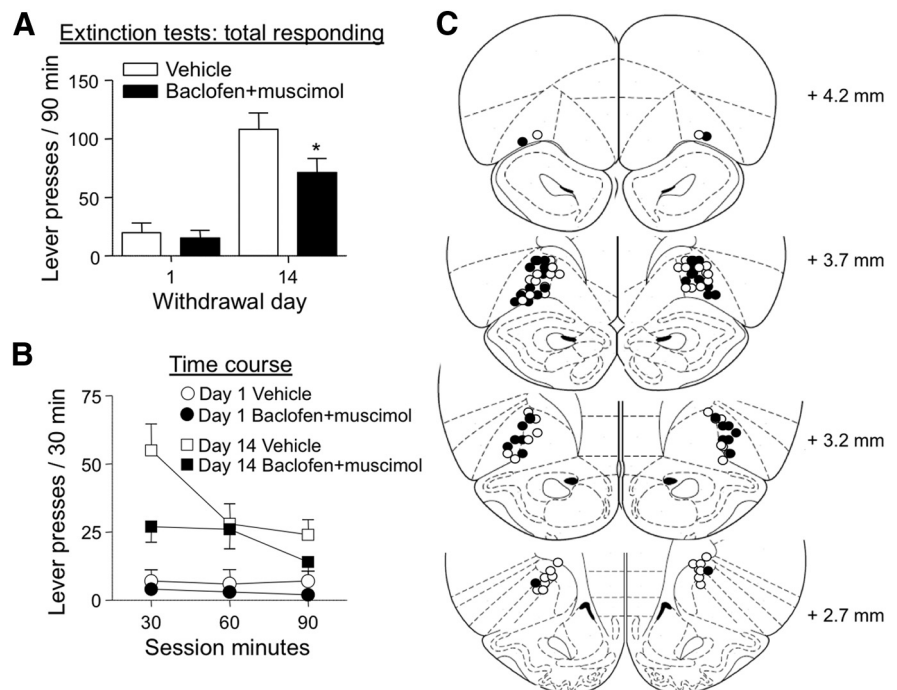 A
Extinction tests: total responding
Vehicle
Baclofen+muscimol
Lever presses / 90 min
150
100
50
0
*
1
14
Withdrawal day
B
Time course
Day 1 Vehicle
Day 1 Baclofen+muscimol
Day 14 Vehicle
Day 14 Baclofen+muscimol
Lever presses / 30 min
75
50
25
0
30
60
90
Session minutes
C
+ 4.2 mm
+ 3.7 mm
+ 3.2 mm
+ 2.7 mm